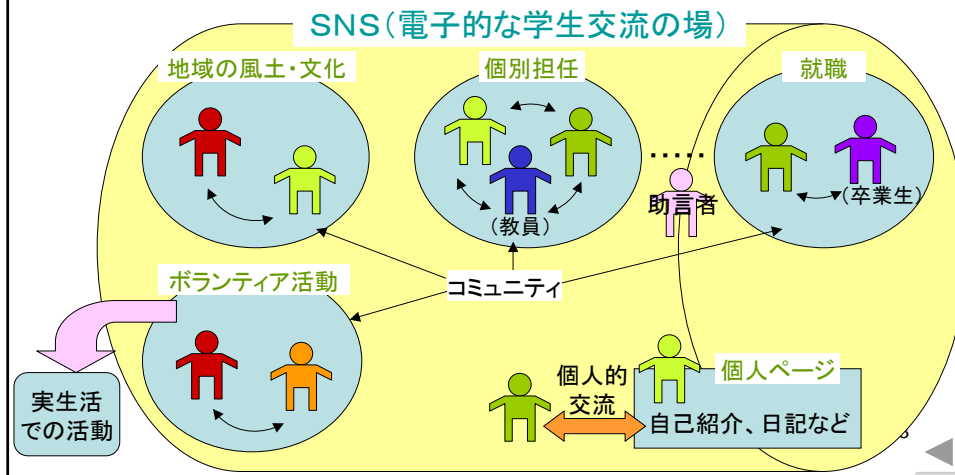 SNS(電子的な学生交流の場)
地域の風土・文化
個別担任
就職
・・・・・
助言者
(教員)
(卒業生)
コミュニティ
ボランティア活動
実生活
での活動
個人的
交流
個人ページ
自己紹介、日記など